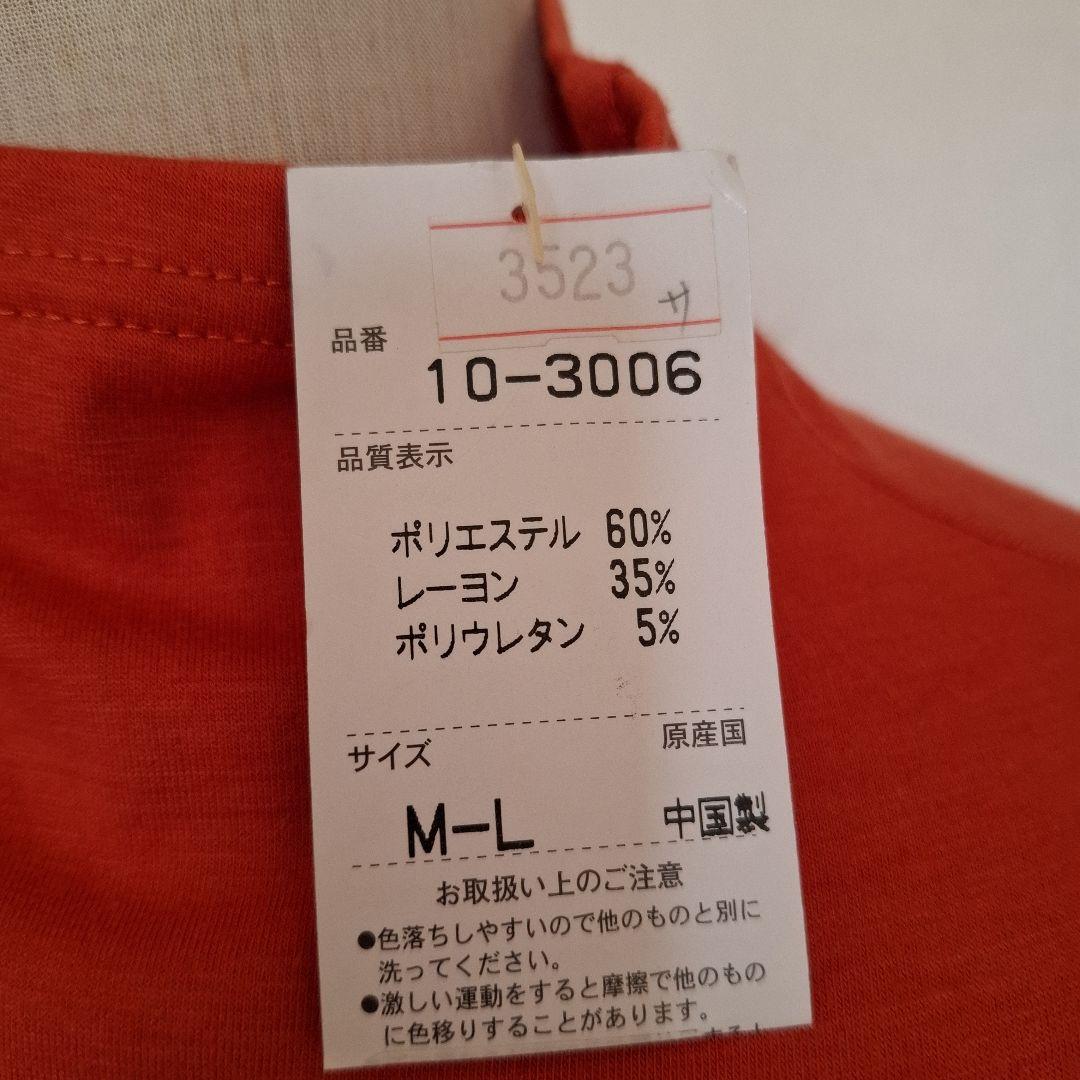 3523
サ
品番
10-3006
品質表示
ポリエステル 60%
レーヨン 35%
ポリウレタン 5%
サイズ
原産国
M-L
中国製
お取扱い上のご注意
●色落ちしやすいので他のものと別に
洗ってください。
●激しい運動をすると摩擦で他のもの
に色移りすることがあります。